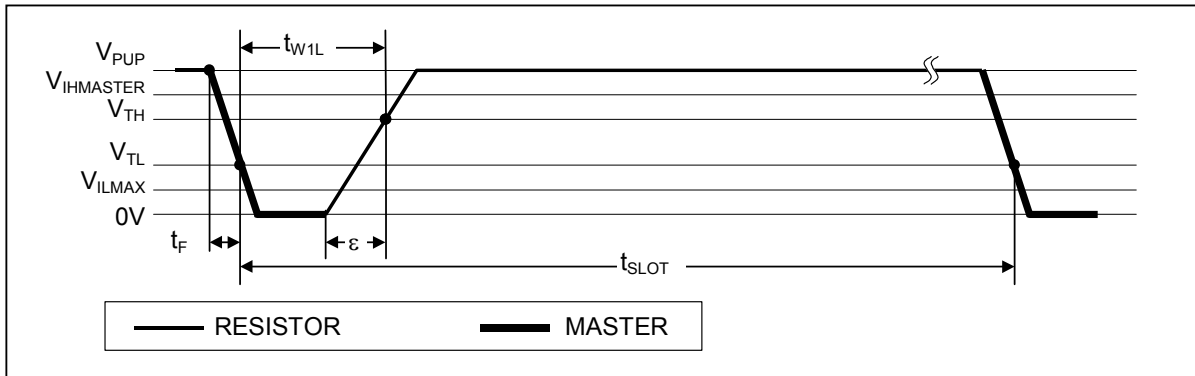 t_W1L
V_PUP
V_IHMASTER
V_TH
V_TL
V_ILMAX
0V
t_F
ε
t_SLOT
RESISTOR MASTER